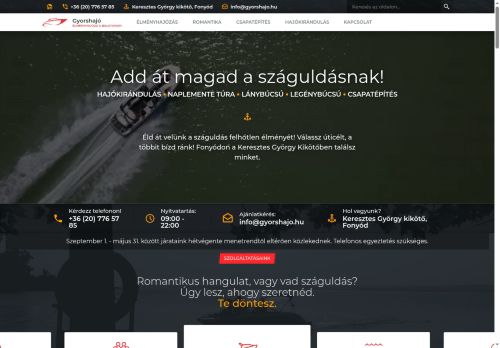 +36 (20) 776 57 85
Keresztes György kikötő, Fonyód
info@gyorshajo.hu
Keresés az oldalon...
Gyorshajó
ÉLMÉNYHAJÓZÁS
ROMANTIKA
CSAPATÉPÍTÉS
HAJÓKIRÁNDULÁS
KAPCSOLAT
Add át magad a száguldásnak!
HAJÓKIRÁNDULÁS • NAPLEMENTE TÚRA • LÁNYBÚCSÚ • LEGÉNYBÚCSÚ • CSAPATÉPÍTÉS
Éld át velünk a száguldás felhőtlen élményét! Válassz úticélt, a
többit bízd ránk! Fonyódon a Keresztes György Kikötőben találsz
minket.
Kérdezz telefonon!
+36 (20) 776 57
85
Nyitvatartás:
09:00 -
22:00
Ajánlatkérés:
info@gyorshajo.hu
Hol vagyunk?
Keresztes György kikötő,
Fonyód
Szeptember 1. - május 31. között járataink hétvégente menetrendtől eltérően közlekednek. Telefonos egyeztetés szükséges.
SZOLGÁLTATÁSAINK
Romantikus hangulat, vagy vad száguldás?
Úgy lesz, ahogy szeretnéd.
Te döntesz.